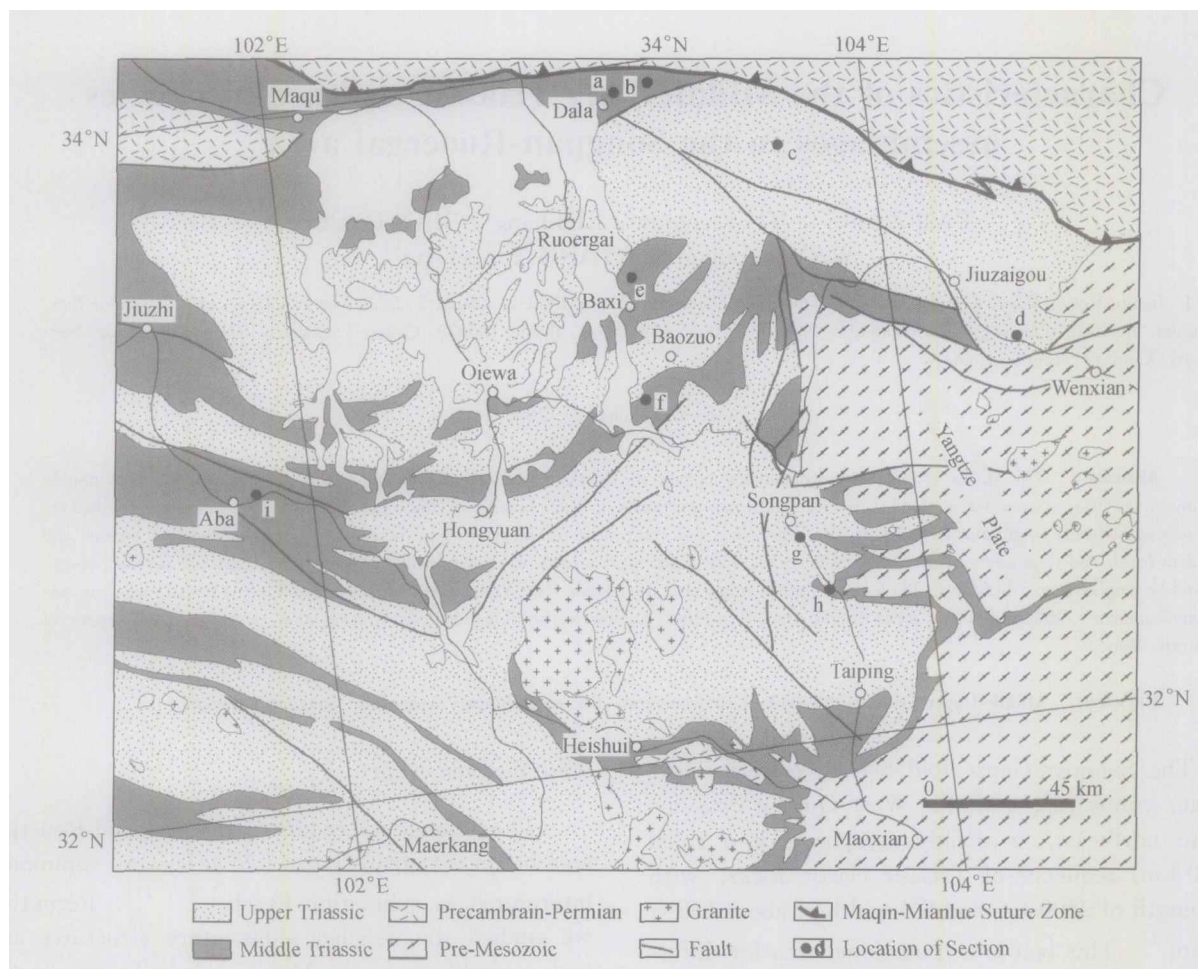 102°E 34°N 104°E
Maqu
a b
Dala
34°N
c
Ruoergai
Jiuzaigou
e
Baxi
Jiuzhi
d
Baozuo
Oiewa
Wenxian
f
Yangtze
Plate
Songpan
Aba
i
Hongyuan
g
h
Taiping
32°N
Heishui
0 45 km
32°N
Maerkang
Maoxian
102°E 104°E
Upper Triassic Precambrain-Permian Granite Maqin-Mianlue Suture Zone
Middle Triassic Pre-Mesozoic Fault d Location of Section